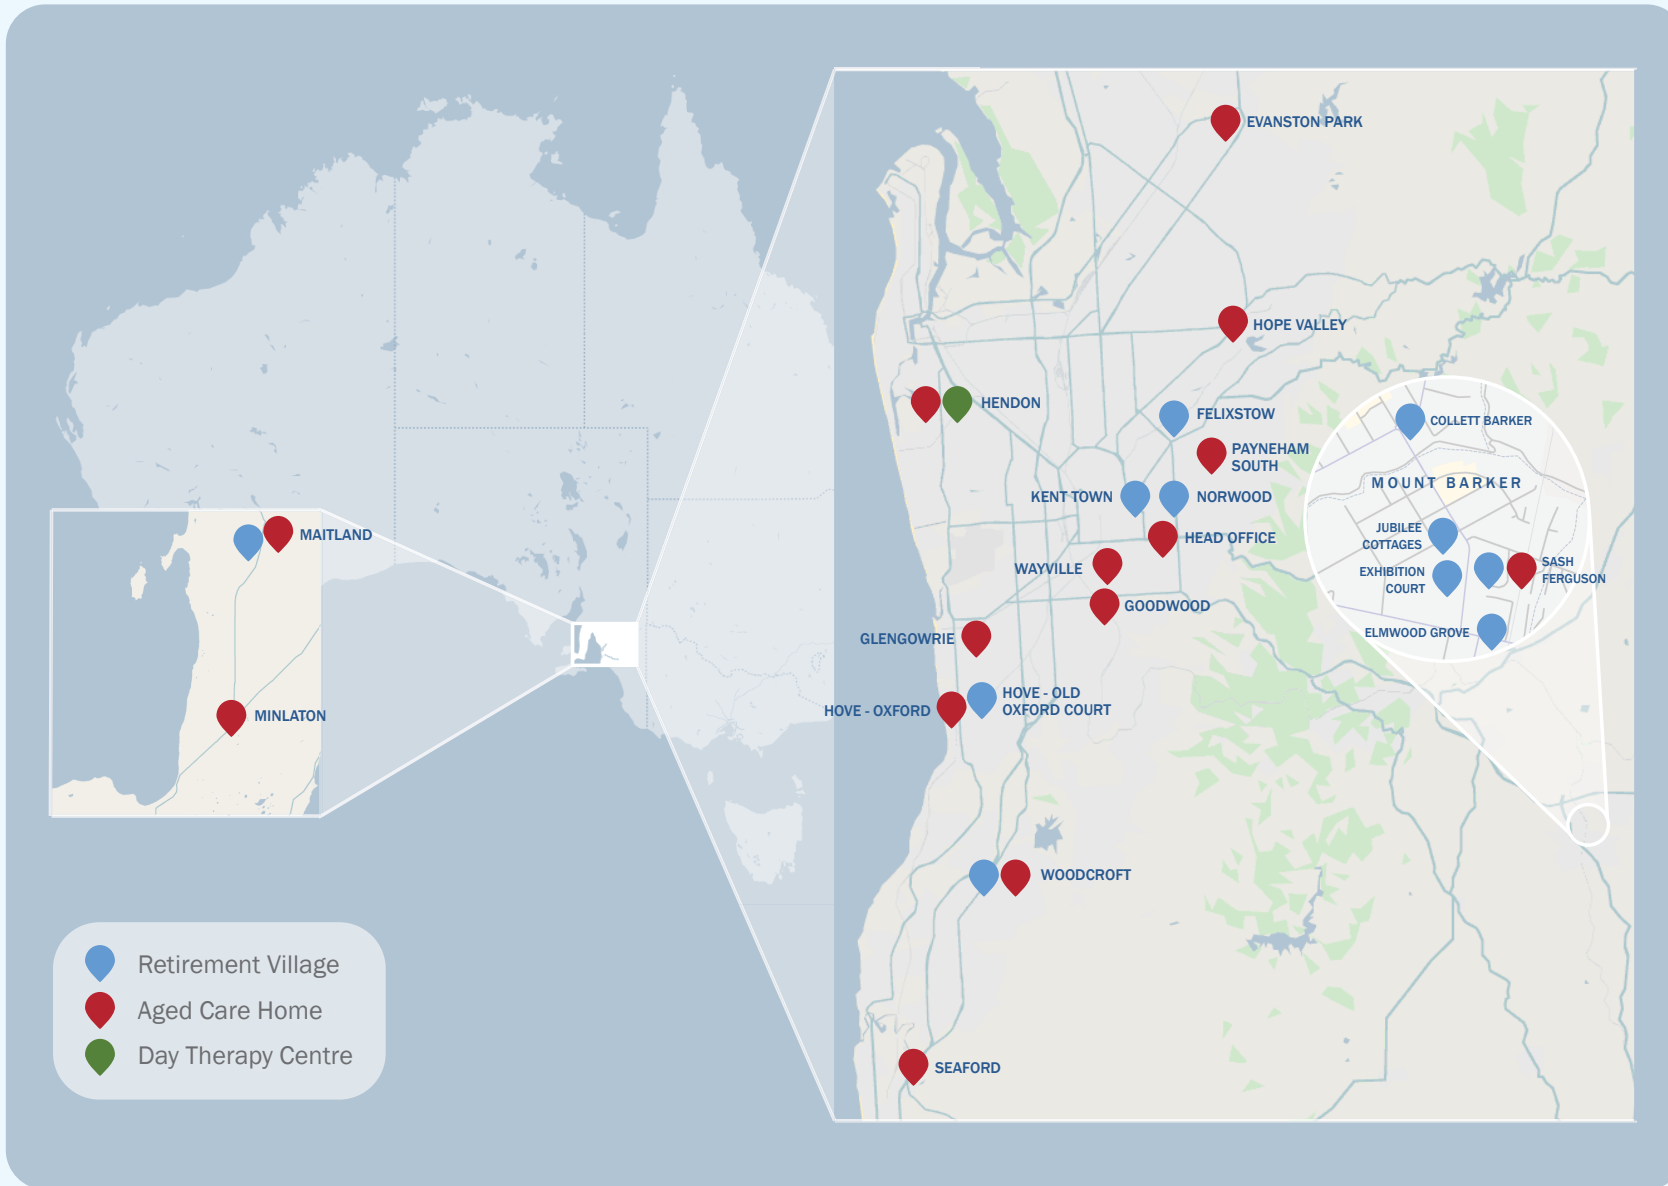 EVANSTON PARK
HOPE VALLEY
HENDON
FELIXSTOW
PAYNEHAM
SOUTH
KENT TOWN
NORWOOD
HEAD OFFICE
WAYVILLE
GOODWOOD
GLENGOWRIE
HOVE - OLD
OXFORD COURT
HOVE - OXFORD
WOODCROFT
SEAFORD
COLLETT BARKER
MOUNT BARKER
JUBILEE
COTTAGES
EXHIBITION
COURT
SASH
FERGUSON
ELMWOOD GROVE
MAITLAND
MINLATON
Retirement Village
Aged Care Home
Day Therapy Centre